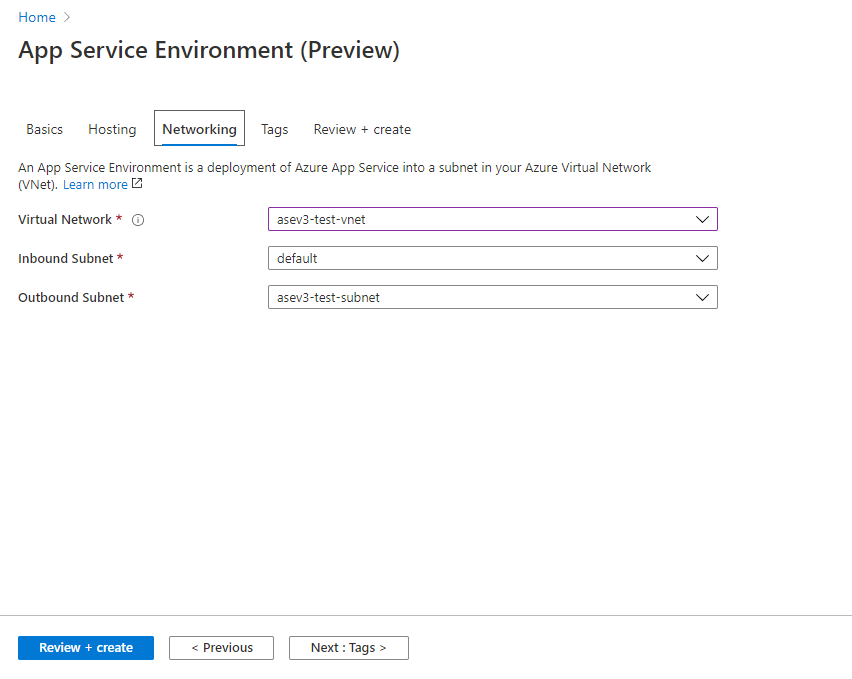 Home >
App Service Environment (Preview)
Basics Hosting Networking Tags Review + create
An App Service Environment is a deployment of Azure App Service into a subnet in your Azure Virtual Network
(VNet). Learn more
Virtual Network * asev3-test-vnet
Inbound Subnet * default
Outbound Subnet * asev3-test-subnet
Review + create < Previous Next : Tags >